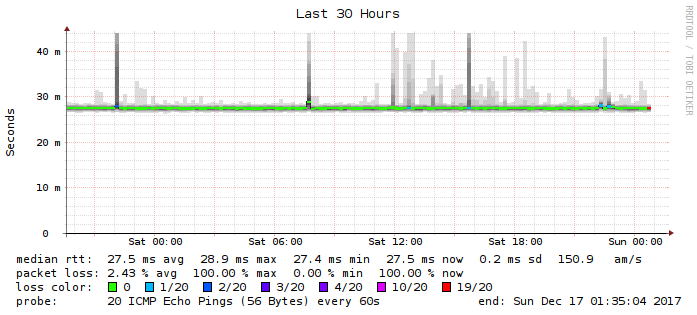 Last 30 Hours
RRDTOOL / TOBI OETIKER
Seconds
40 m
30 m
20 m
10 m
0
Sat 00:00 Sat 06:00 Sat 12:00 Sat 18:00 Sun 00:00
median rtt: 27.5 ms avg 28.9 ms max 27.4 ms min 27.5 ms now 0.2 ms sd 150.9 am/s
packet loss: 2.43 % avg 100.00 % max 0.00 % min 100.00 % now
loss color: 0 1/20 2/20 3/20 4/20 10/20 19/20
probe: 20 ICMP Echo Pings (56 Bytes) every 60s end: Sun Dec 17 01:35:04 2017